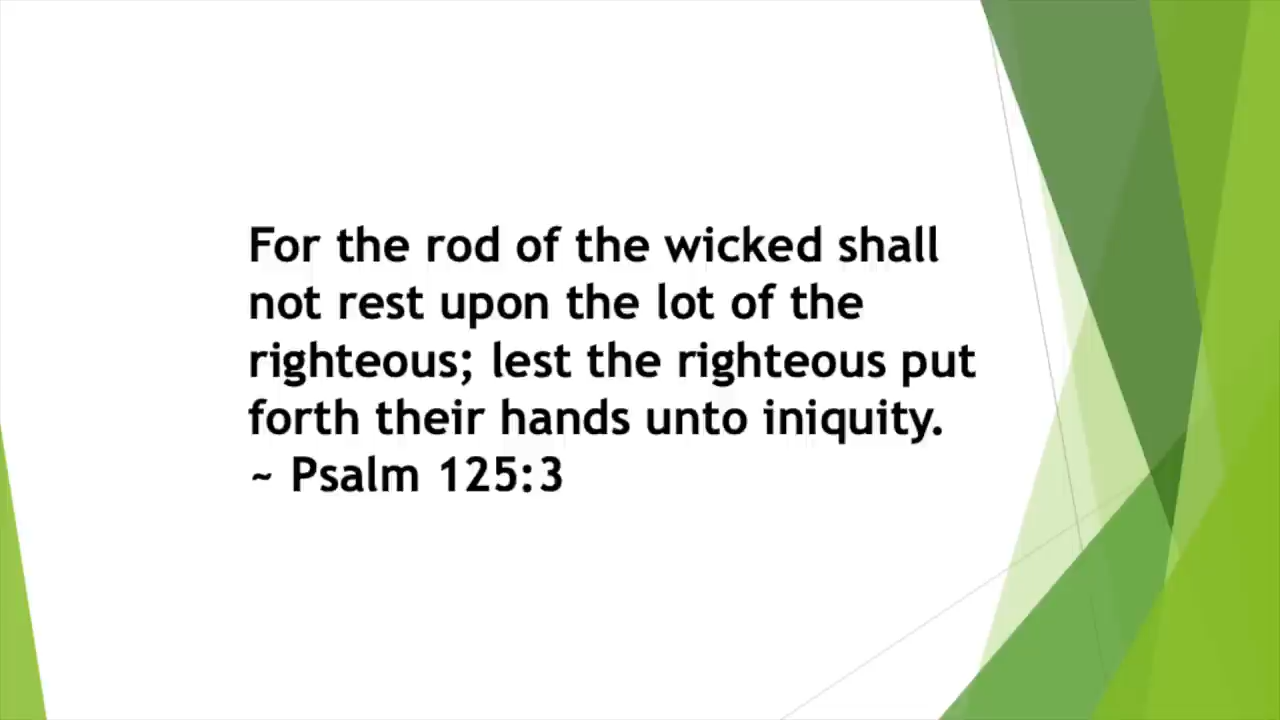 For the rod of the wicked shall
not rest upon the lot of the
righteous; lest the righteous put
forth their hands unto iniquity.
~ Psalm 125:3